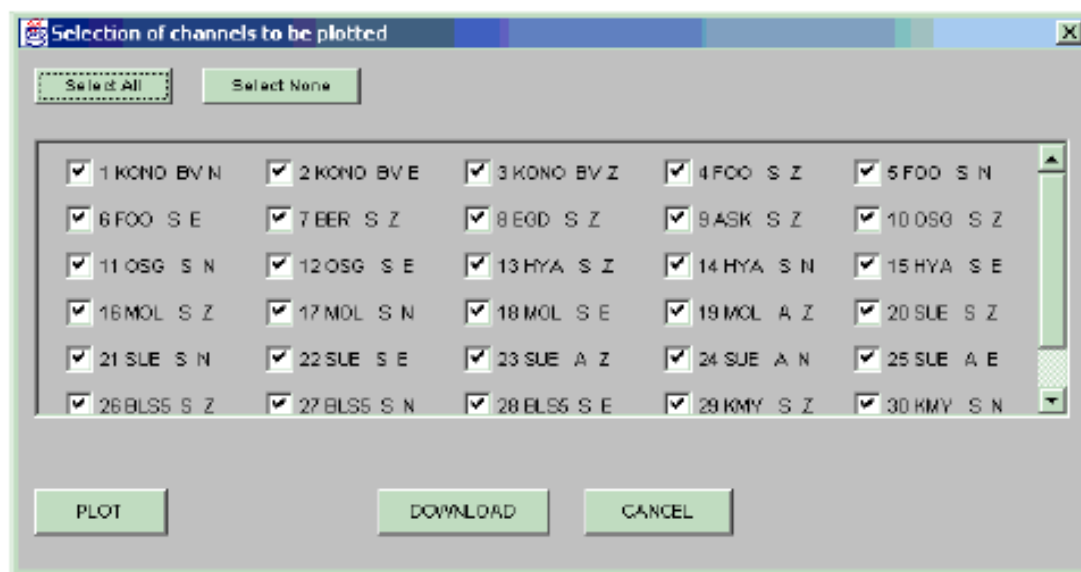 Selection of channels to be plotted
Select All Select None
1 KONO BV N 2 KONO BV E 3 KONO BV Z 4 FOO S Z 5 FOO S N
6 FOO S E 7 BER S Z 8 EGD S Z 9 ASK S Z 10 OSG S Z
11 OSG S N 12 OSG S E 13 HYA S Z 14 HYA S N 15 HYA S E
16 MOL S Z 17 MOL S N 18 MOL S E 19 MOL A Z 20 SUE S Z
21 SUE S N 22 SUE S E 23 SUE A Z 24 SUE A N 25 SUE A E
26 BLS5 S Z 27 BLS5 S N 28 BLS5 S E 29 KMY S Z 30 KMY S N
PLOT DOWNLOAD CANCEL